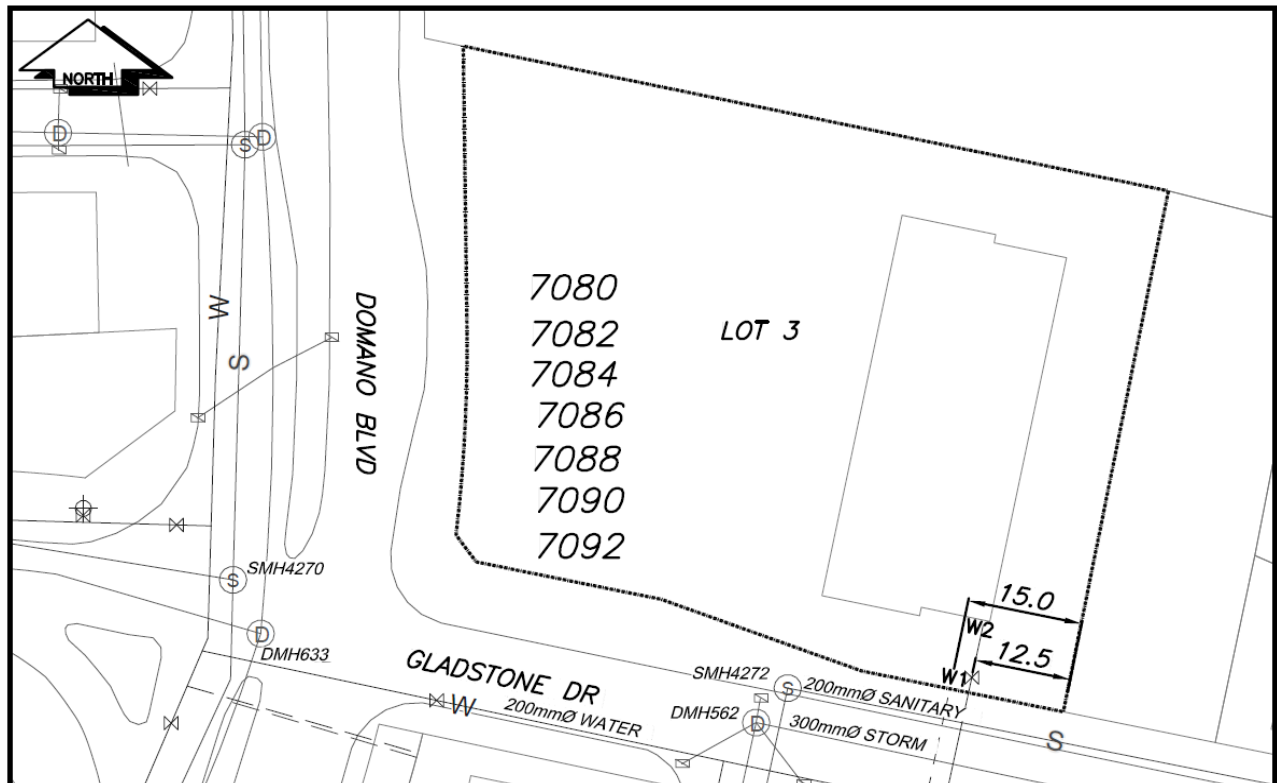 NORTH
D
S
D
7080
7082
7084
7086
7088
7090
7092
LOT 3
W
S
DOMANO BLVD
S
SMH4270
D
DMH633
GLADSTONE DR
W
200mmØ WATER
SMH4272
S
200mmØ SANITARY
DMH562
D
300mmØ STORM
S
15.0
W2
12.5
W1